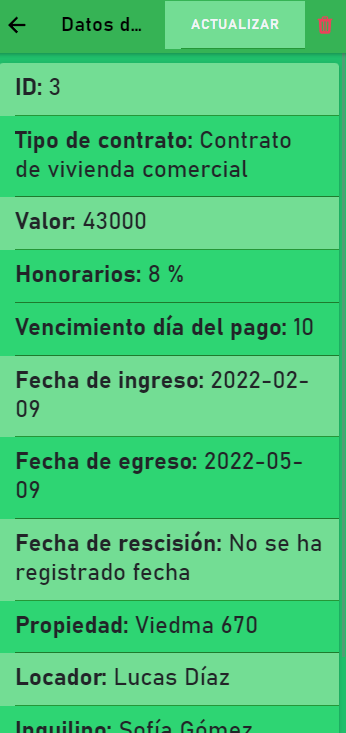 Datos d...
ACTUALIZAR
ID: 3
Tipo de contrato: Contrato
de vivienda comercial
Valor: 43000
Honorarios: 8 %
Vencimiento día del pago: 10
Fecha de ingreso: 2022-02-
09
Fecha de egreso: 2022-05-
09
Fecha de rescisión: No se ha
registrado fecha
Propiedad: Viedma 670
Locador: Lucas Díaz
Inquilino: Sofía Gómez